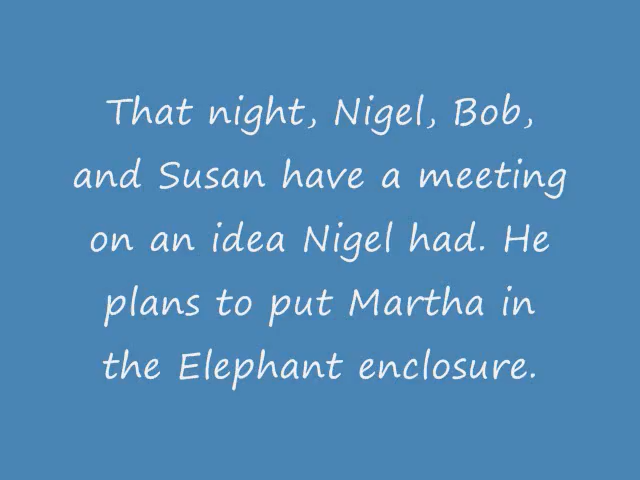 That night, Nigel, Bob,
and Susan have a meeting
on an idea Nigel had. He
plans to put Martha in
the Elephant enclosure.